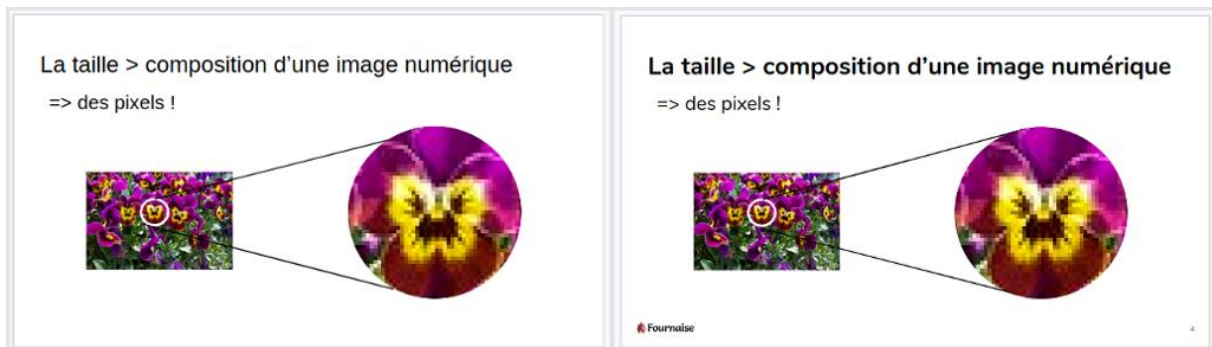 La taille > composition d’une image numérique
=> des pixels !
La taille > composition d’une image numérique
=> des pixels !
Fournaise
4